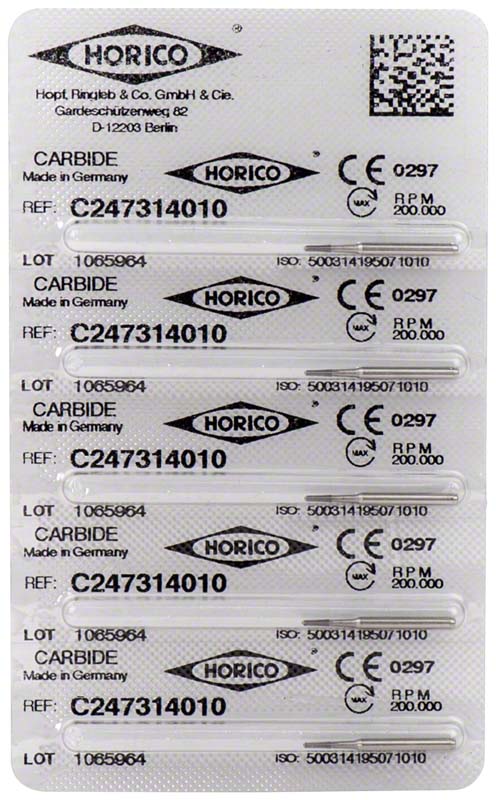 HORICO ®
Hopf, Ringleb & Co. GmbH & Cie.
Gardeschützenweg 82
D-12203 Berlin
CARBIDE HORICO ® CE 0297
Made in Germany MAX RPM
REF: C247314010 200.000
LOT 1065964 ISO: 500314195071010
CARBIDE HORICO ® CE 0297
Made in Germany MAX RPM
REF: C247314010 200.000
LOT 1065964 ISO: 500314195071010
CARBIDE HORICO ® CE 0297
Made in Germany MAX RPM
REF: C247314010 200.000
LOT 1065964 ISO: 500314195071010
CARBIDE HORICO ® CE 0297
Made in Germany MAX RPM
REF: C247314010 200.000
LOT 1065964 ISO: 500314195071010
CARBIDE HORICO ® CE 0297
Made in Germany MAX RPM
REF: C247314010 200.000
LOT 1065964 ISO: 500314195071010